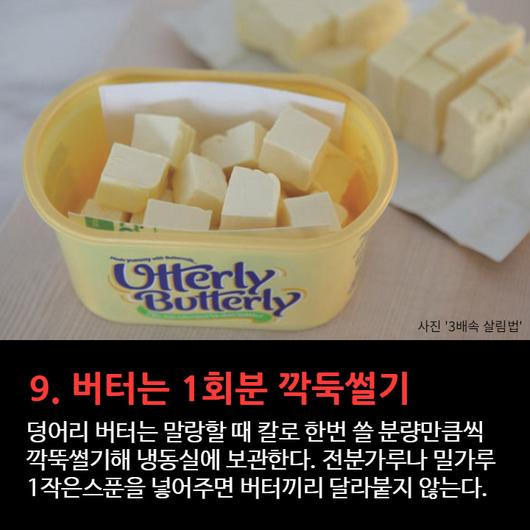 Utterly
Butterly
사진 '3배속 살림법'
9. 버터는 1회분 깍둑썰기
덩어리 버터는 말랑할 때 칼로 한번 쓸 분량만큼씩
깍뚝썰기해 냉동실에 보관한다. 전분가루나 밀가루
1작은스푼을 넣어주면 버터끼리 달라붙지 않는다.